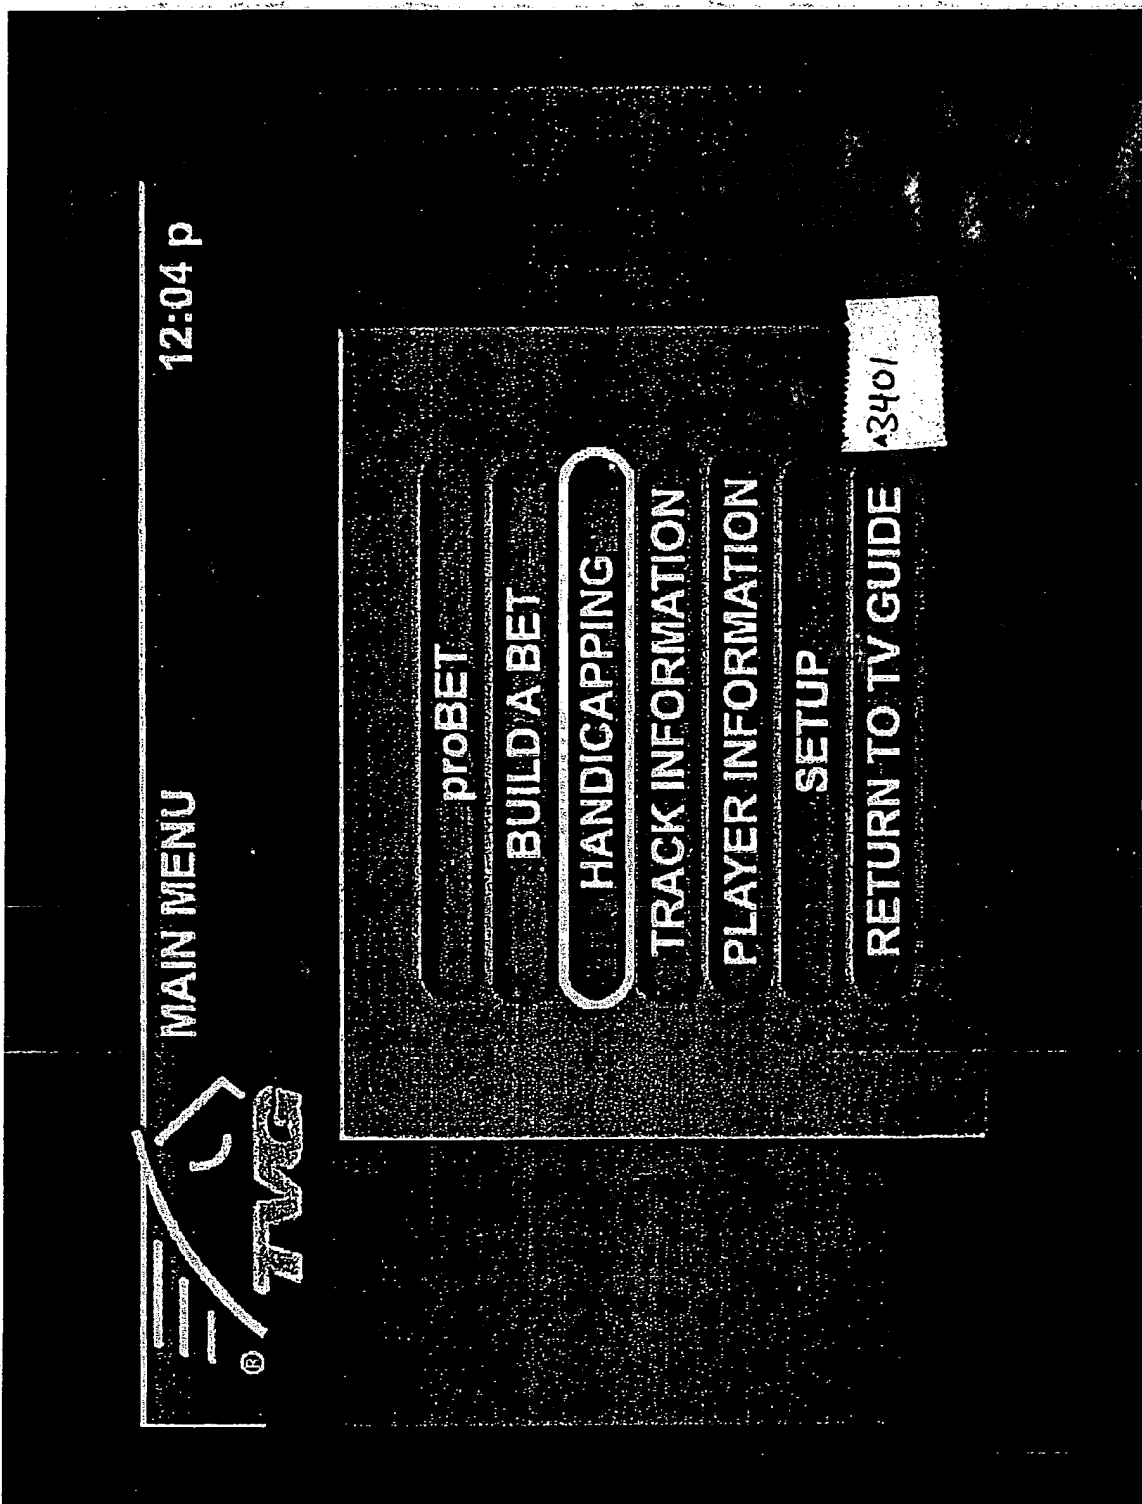 MAIN MENU 12:04 p
TVG
®
proBET
BUILD A BET
HANDICAPPING
TRACK INFORMATION
PLAYER INFORMATION
SETUP
RETURN TO TV GUIDE
3401